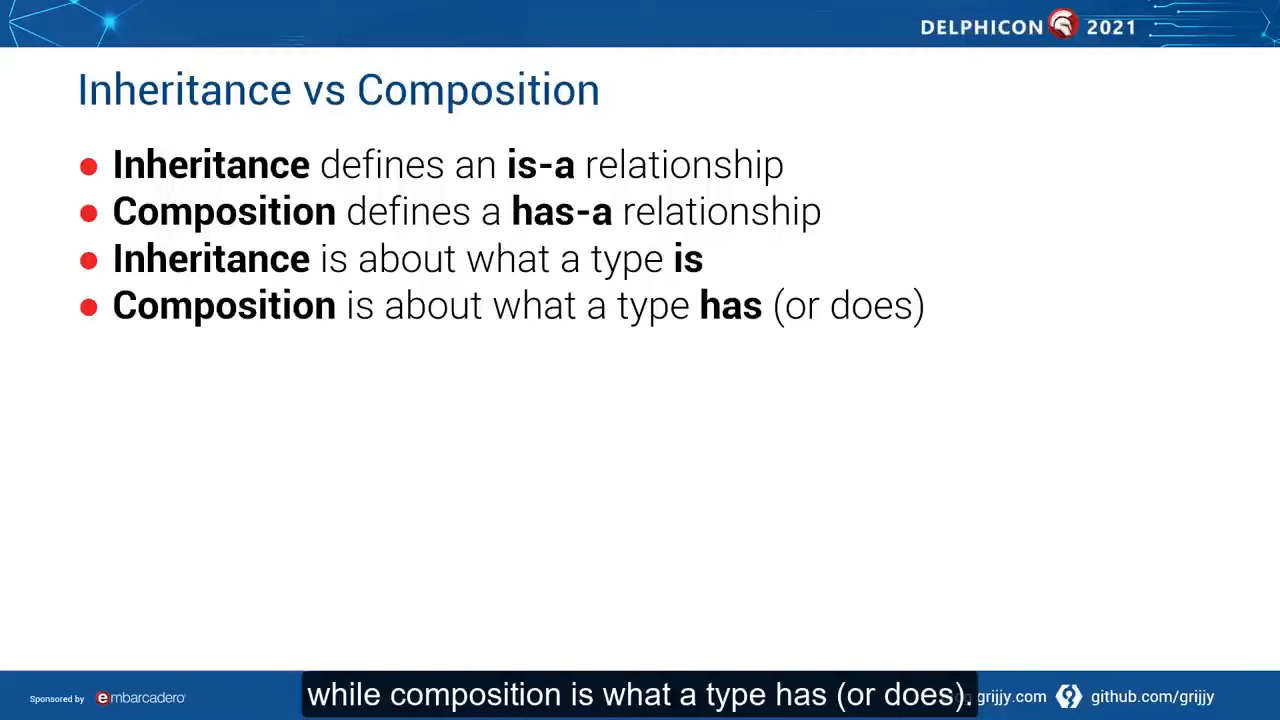 DELPHICON 2021
Inheritance vs Composition
● Inheritance defines an is-a relationship
● Composition defines a has-a relationship
● Inheritance is about what a type is
● Composition is about what a type has (or does)
Sponsored by embarcadero
while composition is what a type has (or does).
grijjy.com
github.com/grijjy